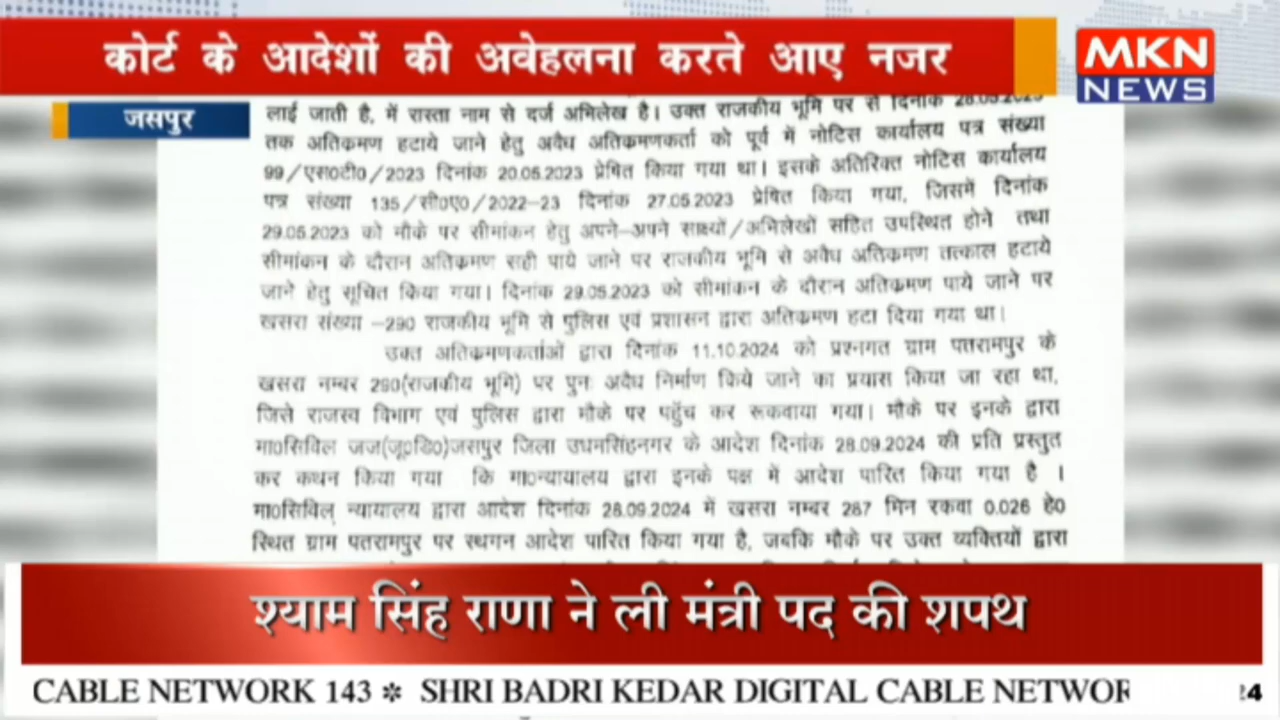 कोर्ट के आदेशों की अवेहलना करते आए नजर
MKN
NEWS
जसपुर
लाई जाती है, में रास्ता नाम से दर्ज अभिलेख है। उक्त राजकीय भूमि पर से दिनांक 28.05.2023
तक अतिक्रमण हटाये जाने हेतु अवैध अतिक्रमणकर्ता को पूर्व में नोटिस कार्यालय पत्र संख्या
99/एस0टी0/2023 दिनांक 20.05.2023 प्रेषित किया गया था। इसके अतिरिक्त नोटिस कार्यालय
पत्र संख्या 135/सी0ए0/2022-23 दिनांक 27.05.2023 प्रेषित किया गया, जिसमें दिनांक
29.05.2023 को मौके पर सीमांकन हेतु अपने-अपने साक्ष्यों/अभिलेखों सहित उपस्थित होने तथा
सीमांकन के दौरान अतिक्रमण सही पाये जाने पर राजकीय भूमि से अवैध अतिक्रमण तत्काल हटाये
जाने हेतु सूचित किया गया। दिनांक 29.05.2023 को सीमांकन के दौरान अतिक्रमण पाये जाने पर
खसरा संख्या -290 राजकीय भूमि से पुलिस एवं प्रशासन द्वारा अतिक्रमण हटा दिया गया था।
उक्त अतिक्रमणकर्ताओं द्वारा दिनांक 11.10.2024 को प्रश्नगत ग्राम पतरामपुर के
खसरा नम्बर 290(राजकीय भूमि) पर पुनः अवैध निर्माण किये जाने का प्रयास किया जा रहा था,
जिसे राजस्व विभाग एवं पुलिस द्वारा मौके पर पहुँच कर रूकवाया गया। मौके पर इनके द्वारा
मा0सिविल जज(जू0डि0)जसपुर जिला उधमसिंहनगर के आदेश दिनांक 28.09.2024 की प्रति प्रस्तुत
कर कथन किया गया कि मा0न्यायालय द्वारा इनके पक्ष में आदेश पारित किया गया है ।
मा0सिविल् न्यायालय द्वारा आदेश दिनांक 28.09.2024 में खसरा नम्बर 287 मिन रकवा 0.026 हे0
स्थित ग्राम पतरामपुर पर स्थगन आदेश पारित किया गया है, जबकि मौके पर उक्त व्यक्तियों द्वारा
श्याम सिंह राणा ने ली मंत्री पद की शपथ
CABLE NETWORK 143 ✻ SHRI BADRI KEDAR DIGITAL CABLE NETWOR